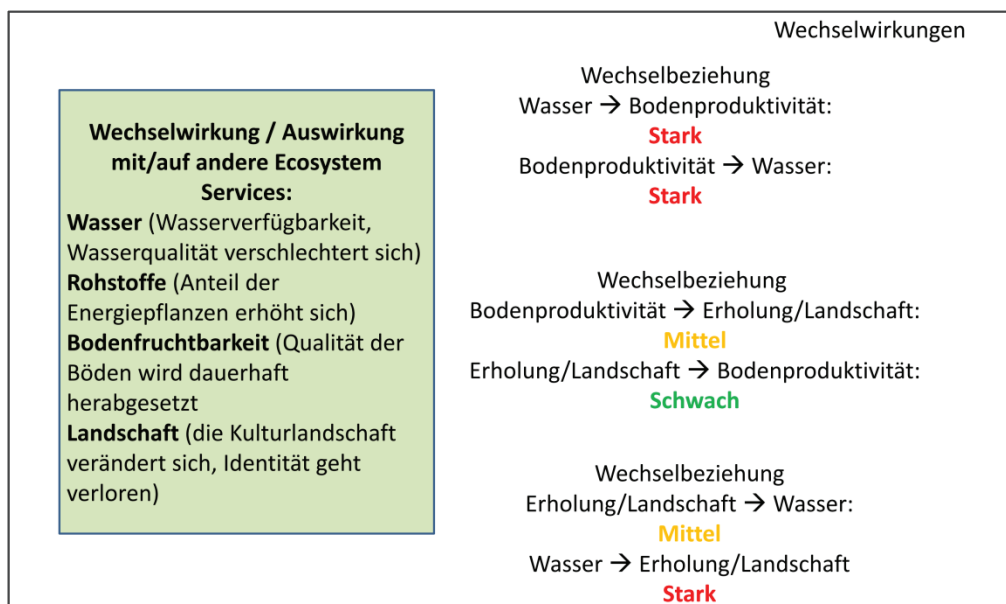 Wechselwirkungen
Wechselwirkung / Auswirkung
mit/auf andere Ecosystem
Services:
Wasser (Wasserverfügbarkeit,
Wasserqualität verschlechtert sich)
Rohstoffe (Anteil der
Energiepflanzen erhöht sich)
Bodenfruchtbarkeit (Qualität der
Böden wird dauerhaft
herabgesetzt
Landschaft (die Kulturlandschaft
verändert sich, Identität geht
verloren)
Wechselbeziehung
Wasser → Bodenproduktivität:
Stark
Bodenproduktivität → Wasser:
Stark
Wechselbeziehung
Bodenproduktivität → Erholung/Landschaft:
Mittel
Erholung/Landschaft → Bodenproduktivität:
Schwach
Wechselbeziehung
Erholung/Landschaft → Wasser:
Mittel
Wasser → Erholung/Landschaft
Stark